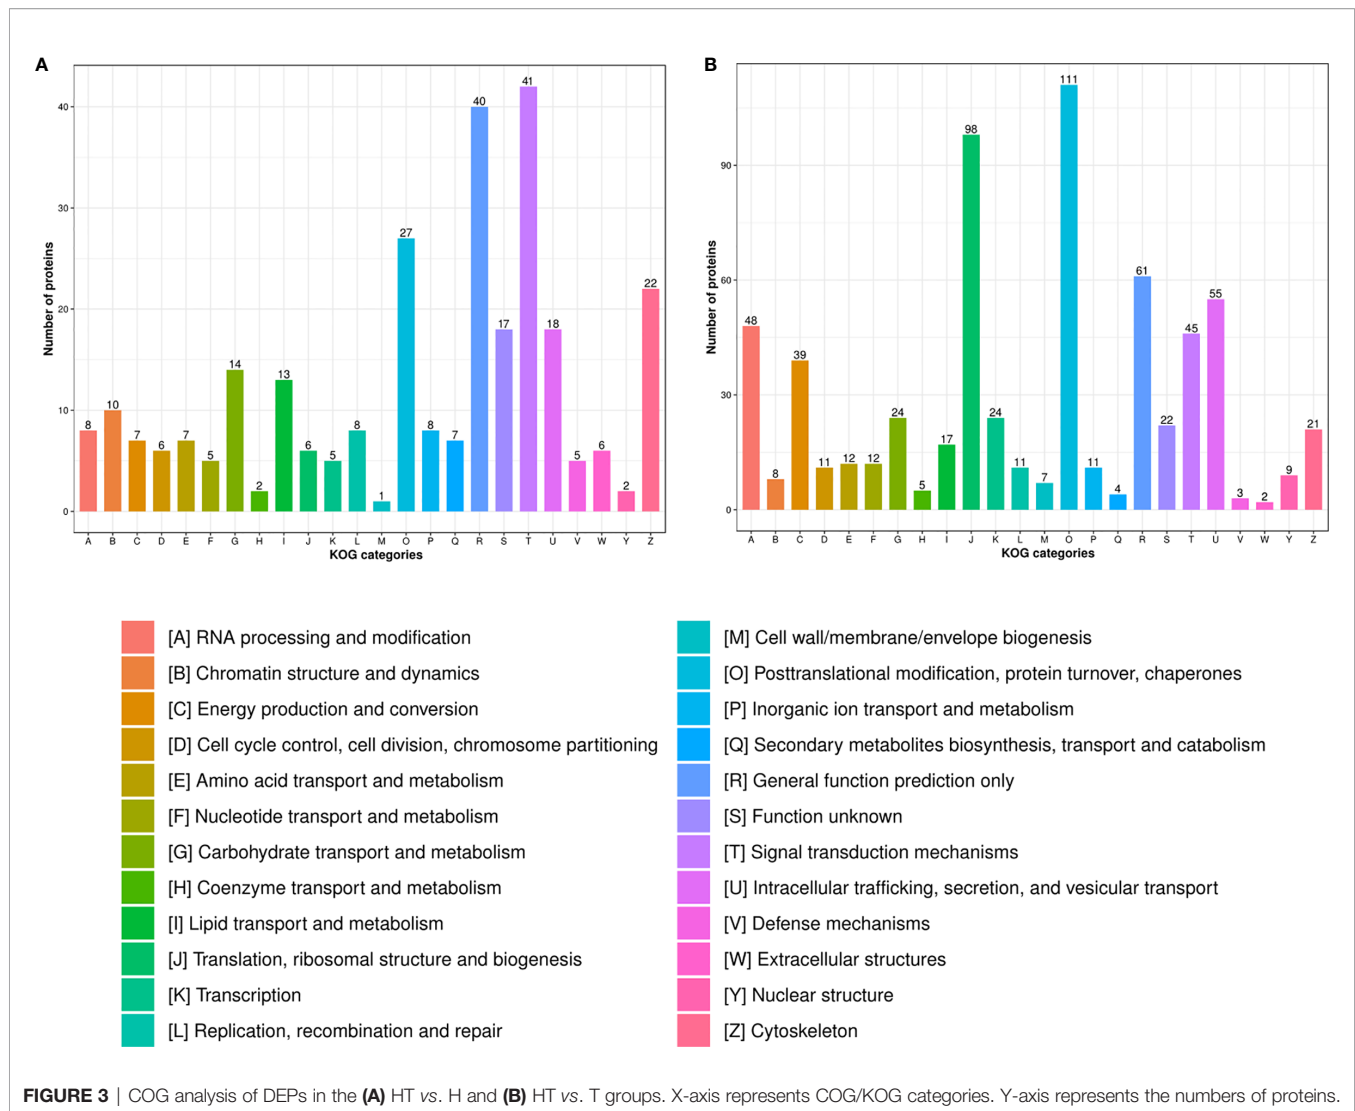 A
41
40
40
30
27
Number of proteins
22
20
18
17
14
13
10
10
8
8
8
7
7
7
6
6
6
5
5
5
2
2
1
0
A B C D E F G H I J K L M O P Q R S T U V W Y Z
KOG categories
B
111
98
90
Number of proteins
61
60
55
48
45
39
30
24
24
22
21
17
12
12
11
11
11
9
8
7
5
4
3
2
0
A B C D E F G H I J K L M O P Q R S T U V W Y Z
KOG categories
[A] RNA processing and modification
[B] Chromatin structure and dynamics
[C] Energy production and conversion
[D] Cell cycle control, cell division, chromosome partitioning
[E] Amino acid transport and metabolism
[F] Nucleotide transport and metabolism
[G] Carbohydrate transport and metabolism
[H] Coenzyme transport and metabolism
[I] Lipid transport and metabolism
[J] Translation, ribosomal structure and biogenesis
[K] Transcription
[L] Replication, recombination and repair
[M] Cell wall/membrane/envelope biogenesis
[O] Posttranslational modification, protein turnover, chaperones
[P] Inorganic ion transport and metabolism
[Q] Secondary metabolites biosynthesis, transport and catabolism
[R] General function prediction only
[S] Function unknown
[T] Signal transduction mechanisms
[U] Intracellular trafficking, secretion, and vesicular transport
[V] Defense mechanisms
[W] Extracellular structures
[Y] Nuclear structure
[Z] Cytoskeleton
FIGURE 3 | COG analysis of DEPs in the (A) HT vs. H and (B) HT vs. T groups. X-axis represents COG/KOG categories. Y-axis represents the numbers of proteins.